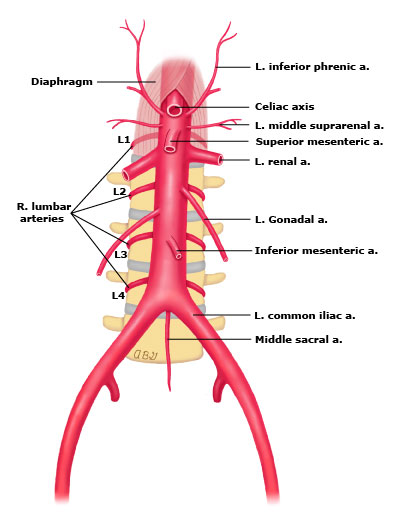 L. inferior phrenic a.
Diaphragm
Celiac axis
L. middle suprarenal a.
L1
Superior mesenteric a.
L. renal a.
L2
R. lumbar
arteries
L. Gonadal a.
Inferior mesenteric a.
L3
L4
L. common iliac a.
Middle sacral a.